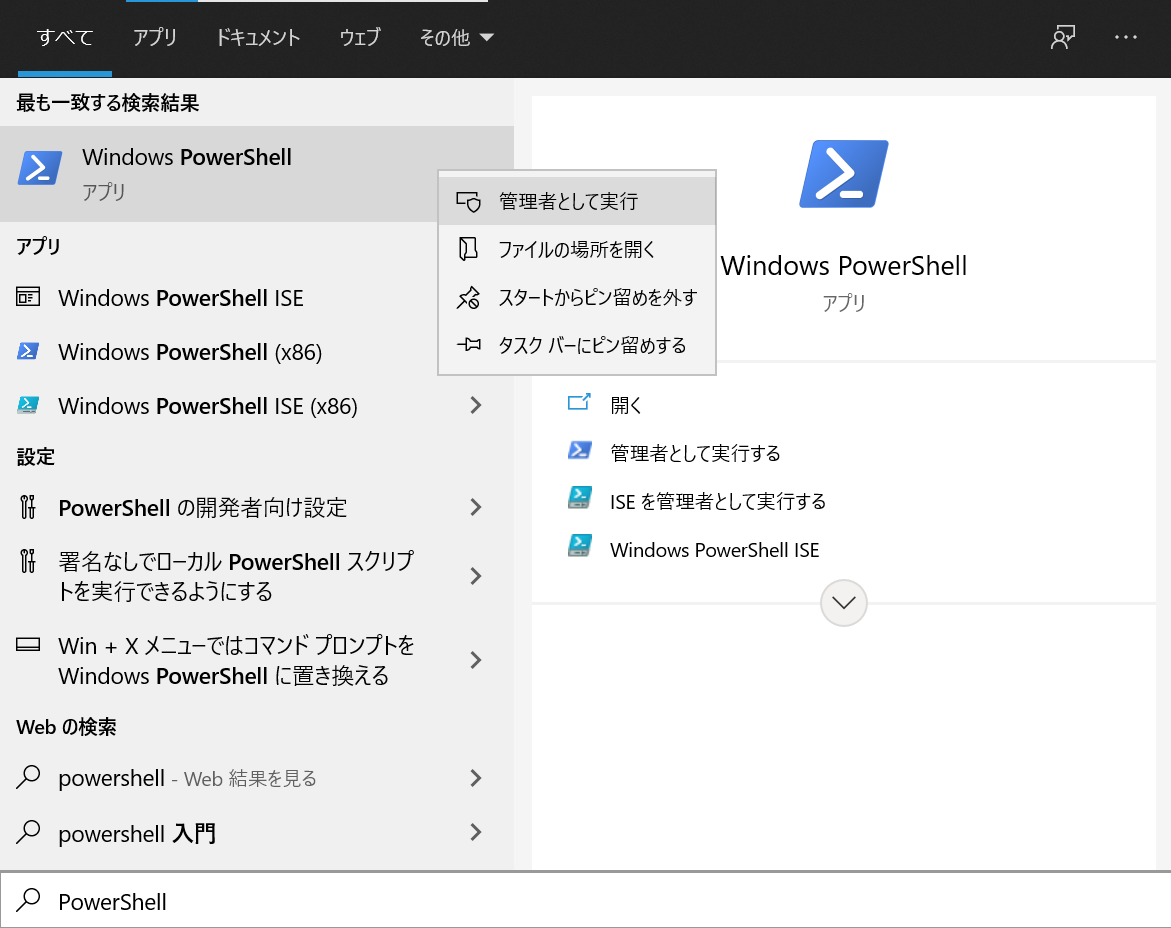 すべて
アプリ
ドキュメント
ウェブ
その他
最も一致する検索結果
Windows PowerShell
アプリ
アプリ
Windows PowerShell ISE
Windows PowerShell (x86)
Windows PowerShell ISE (x86)
設定
PowerShell の開発者向け設定
署名なしでローカル PowerShell スクリプ
トを実行できるようにする
Win + X メニューではコマンド プロンプトを
Windows PowerShell に置き換える
Web の検索
powershell - Web 結果を見る
powershell 入門
管理者として実行
ファイルの場所を開く
スタートからピン留めを外す
タスク バーにピン留めする
Windows PowerShell
アプリ
開く
管理者として実行する
ISE を管理者として実行する
Windows PowerShell ISE
PowerShell